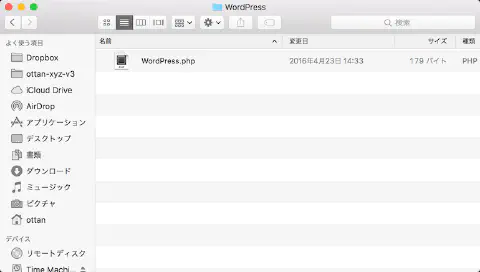 WordPress
検索
よく使う項目
Dropbox
ottan-xyz-v3
iCloud Drive
AirDrop
アプリケーション
デスクトップ
書類
ダウンロード
ミュージック
ピクチャ
ottan
デバイス
リモートディスク
Time Machi...
名前 変更日 サイズ 種類
WordPress.php 2016年4月23日 14:33 179 バイト PHP